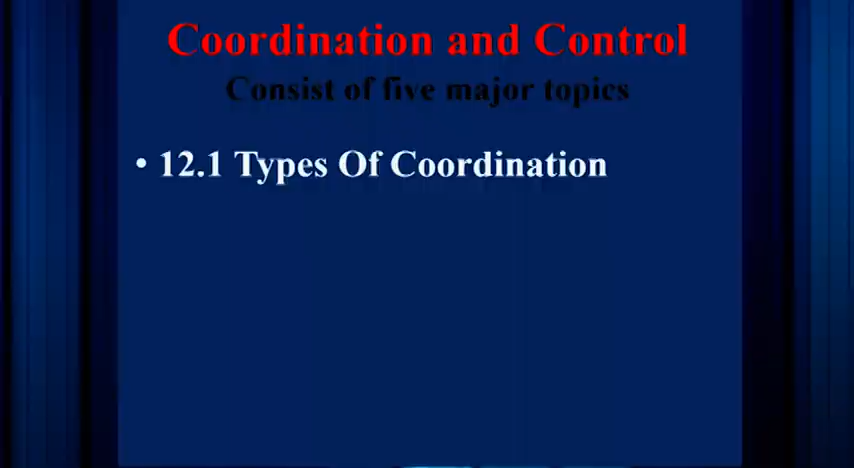 Coordination and Control
Consist of five major topics
• 12.1 Types Of Coordination